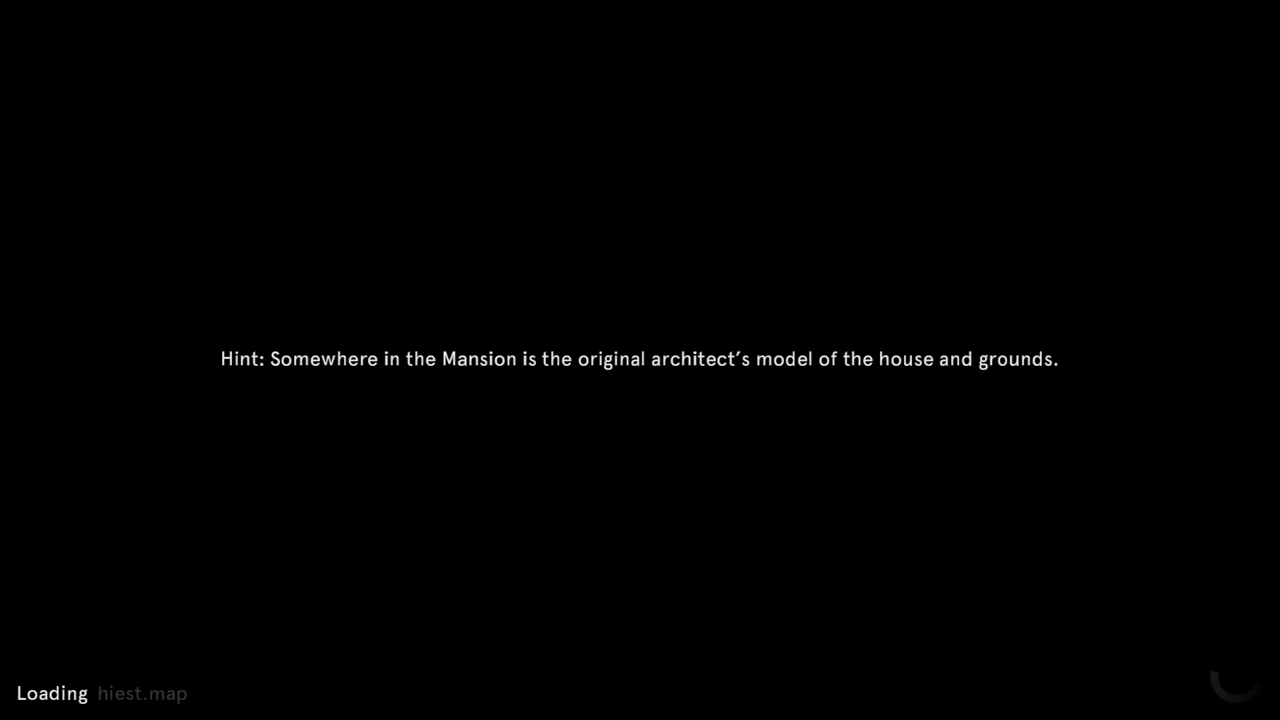 Hint: Somewhere in the Mansion is the original architect’s model of the house and grounds.
Loading hiest.map